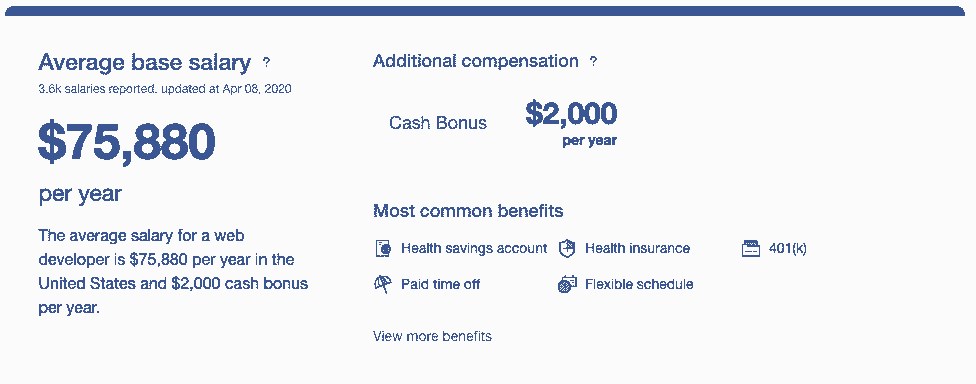 Average base salary ?
3.6k salaries reported, updated at Apr 08, 2020
$75,880
per year
The average salary for a web
developer is $75,880 per year in the
United States and $2,000 cash bonus
per year.
Additional compensation ?
Cash Bonus $2,000
per year
Most common benefits
Health savings account Health insurance 401(k)
Paid time off Flexible schedule
View more benefits